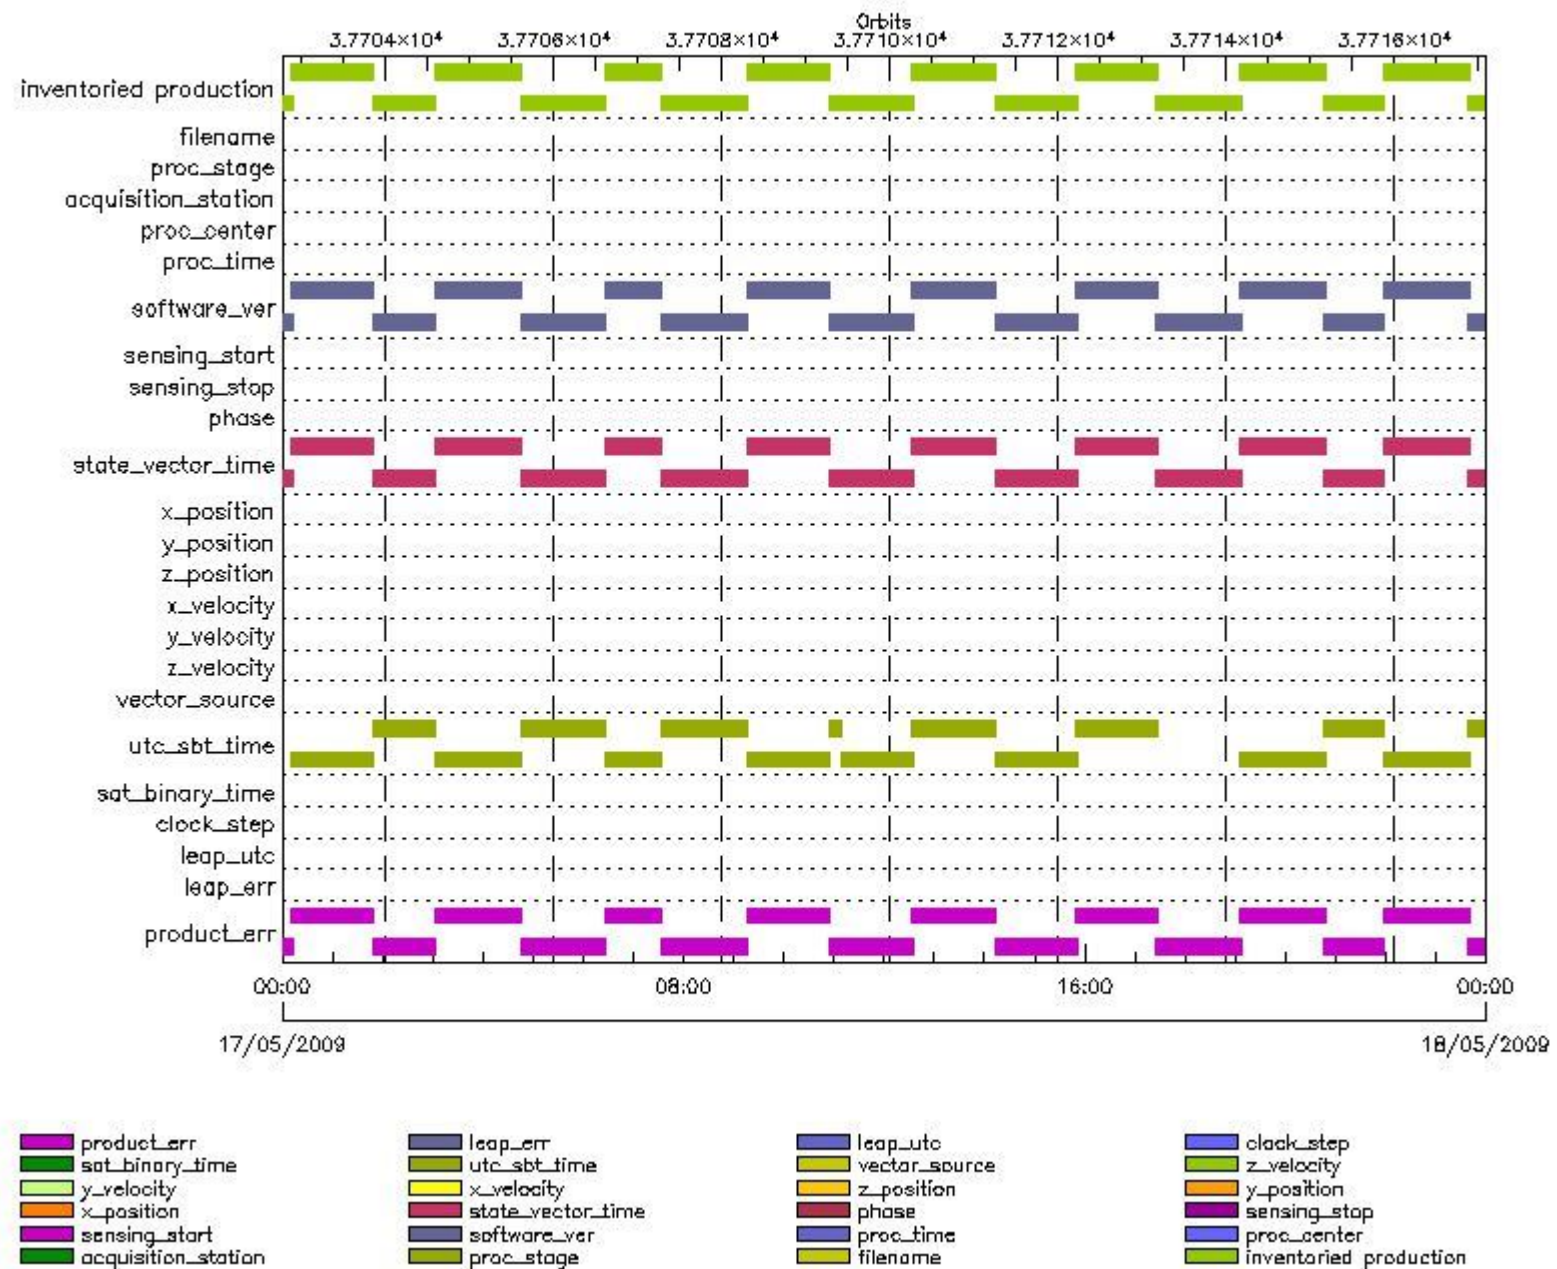 Orbits
3.7704×10⁴ 3.7706×10⁴ 3.7708×10⁴ 3.7710×10⁴ 3.7712×10⁴ 3.7714×10⁴ 3.7716×10⁴
inventoried production
filename
proc_stage
acquisition_station
proc_center
proc_time
software_ver
sensing_start
sensing_stop
phase
state_vector_time
x_position
y_position
z_position
x_velocity
y_velocity
z_velocity
vector_source
utc_sbt_time
sat_binary_time
clock_step
leap_utc
leap_err
product_err
00:00 08:00 16:00 00:00
17/05/2009 18/05/2009
product_err leap_err leap_utc clock_step
sat_binary_time utc_sbt_time vector_source z_velocity
y_velocity x_velocity z_position y_position
x_position state_vector_time phase sensing_stop
sensing_start software_ver proc_time proc_center
acquisition_station proc_stage filename inventoried production